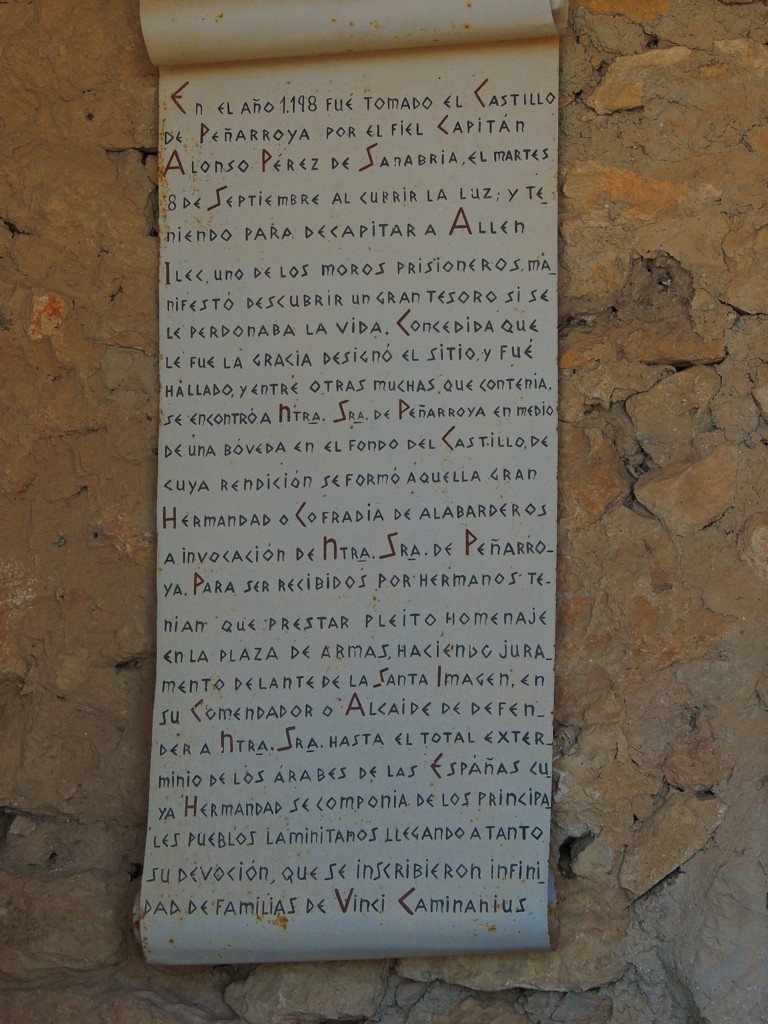 En el año 1.198 fué tomado el Castillo
de Peñarroya por el fiel Capitán
Alonso Pérez de Sanabria, el martes
8 de Septiembre al cubrir la luz; y te_
niendo para decapitar a Allen
Ilec, uno de los moros prisioneros, ma_
nifestó descubrir un gran tesoro si se
le perdonaba la vida. Concedida que
le fue la gracia designó el sitio, y fué
hallado, y entre otras muchas que contenia,
se encontró a Ntra. Sra. de Peñarroya en medio
de una bóveda en el fondo del Castillo, de
cuya rendición se formó aquella gran
Hermandad o Cofradia de alabarderos
a invocación de Ntra. Sra. de Peñarro-
ya. Para ser recibidos por hermanos te-
nian que prestar pleito homenaje
en la plaza de armas, haciendo jura_
mento delante de la Santa Imagen, en
su Comendador o Alcaide de defen_
der a Ntra. Sra. hasta el total exter_
minio de los árabes de las Españas cu
ya Hermandad se componia de los principa
les pueblos laminitanos llegando a tanto
su devoción, que se inscribieron infini_
dad de familias de Vinci Caminanius